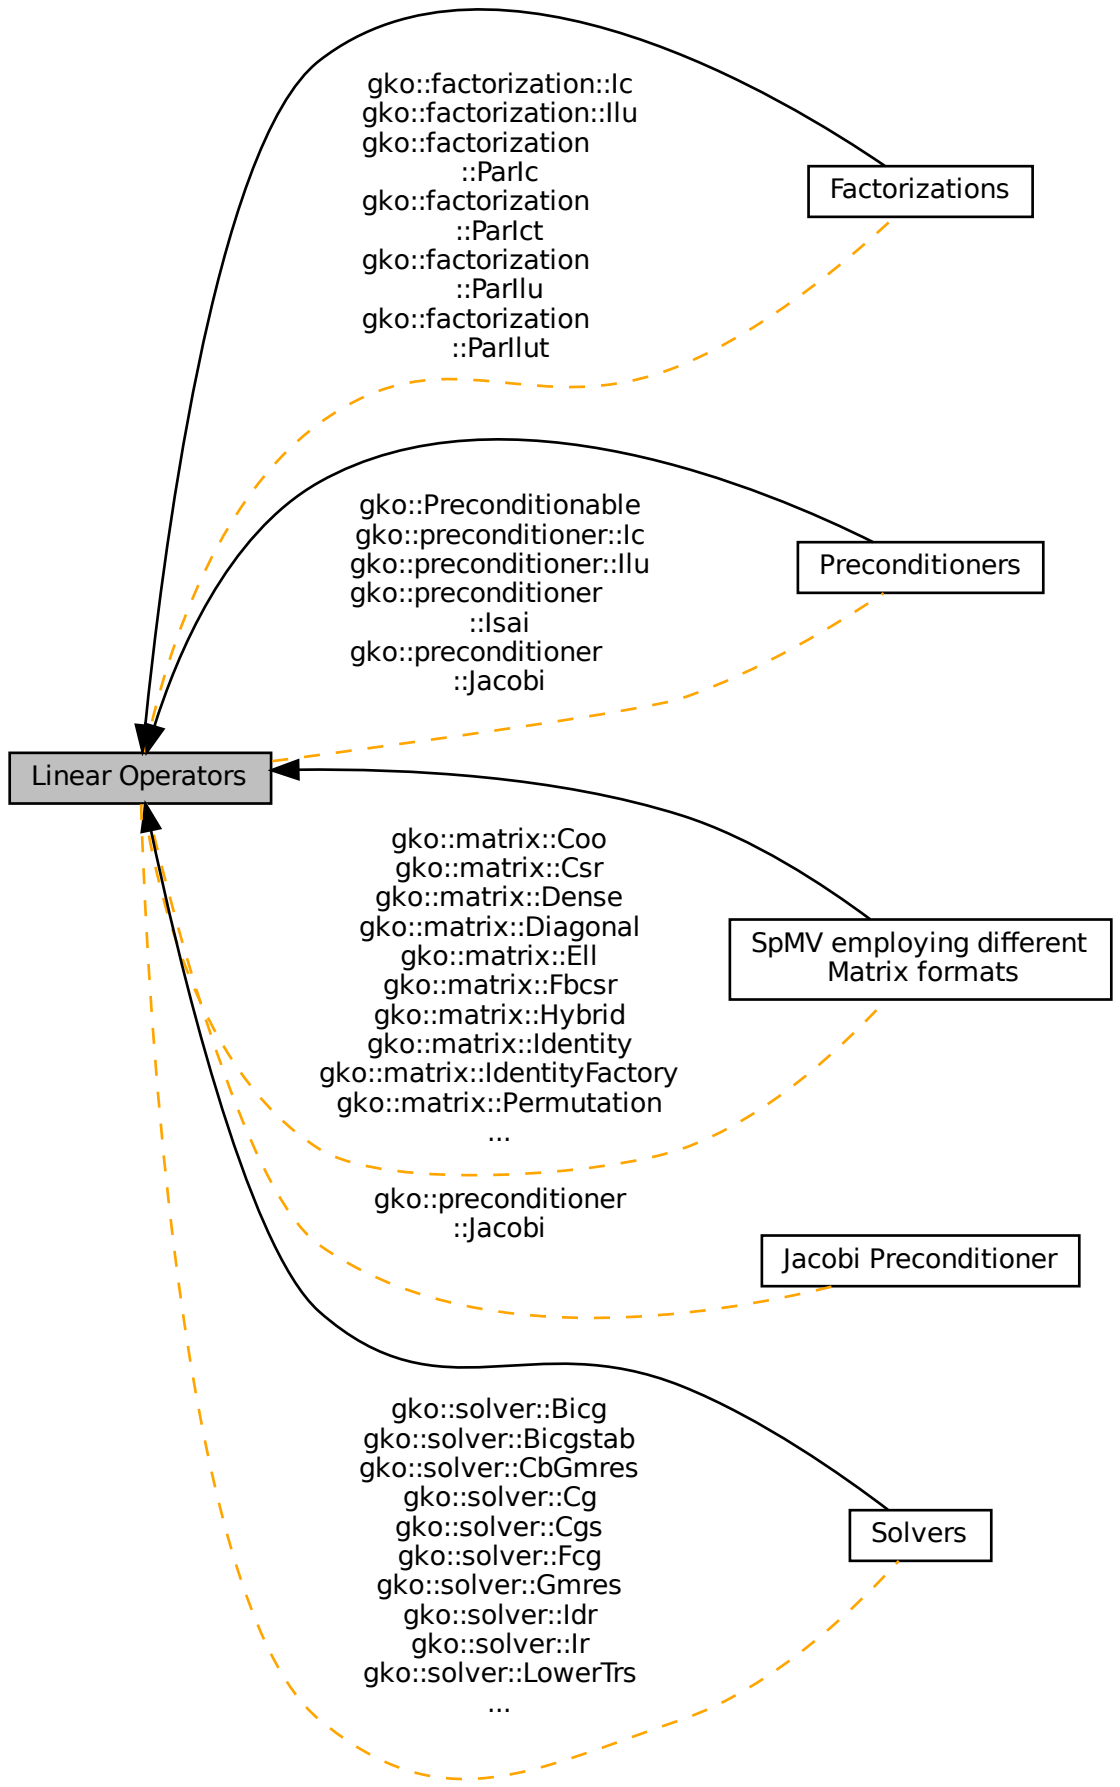 gko::factorization::Ic
gko::factorization::Ilu
gko::factorization
::ParIc
gko::factorization
::ParIct
gko::factorization
::ParIlu
gko::factorization
::ParIlut
Factorizations
gko::Preconditionable
gko::preconditioner::Ic
gko::preconditioner::Ilu
gko::preconditioner
::Isai
gko::preconditioner
::Jacobi
Preconditioners
Linear Operators
gko::matrix::Coo
gko::matrix::Csr
gko::matrix::Dense
gko::matrix::Diagonal
gko::matrix::Ell
gko::matrix::Fbcsr
gko::matrix::Hybrid
gko::matrix::Identity
gko::matrix::IdentityFactory
gko::matrix::Permutation
...
SpMV employing different
Matrix formats
gko::preconditioner
::Jacobi
Jacobi Preconditioner
gko::solver::Bicg
gko::solver::Bicgstab
gko::solver::CbGmres
gko::solver::Cg
gko::solver::Cgs
gko::solver::Fcg
gko::solver::Gmres
gko::solver::Idr
gko::solver::Ir
gko::solver::LowerTrs
...
Solvers